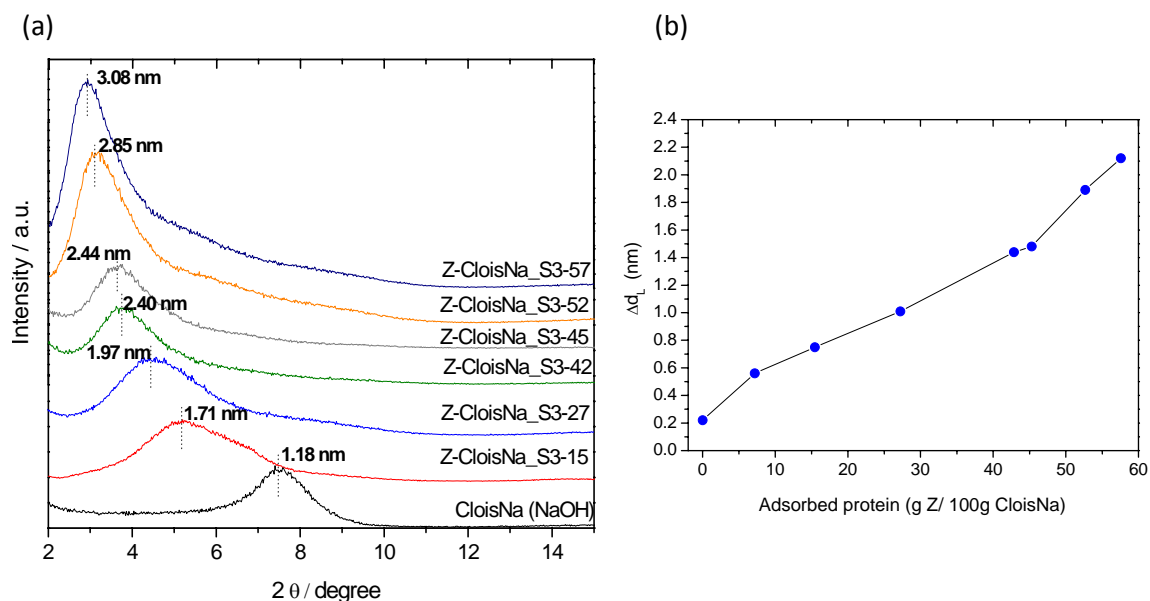 (a)
(b)
3.08 nm
2.85 nm
2.44 nm
2.40 nm
1.97 nm
1.71 nm
1.18 nm
Z-CloisNa_S3-57
Z-CloisNa_S3-52
Z-CloisNa_S3-45
Z-CloisNa_S3-42
Z-CloisNa_S3-27
Z-CloisNa_S3-15
CloisNa (NaOH)
Intensity / a.u.
2 4 6 8 10 12 14
2 θ / degree
2.4
2.2
2.0
1.8
1.6
1.4
1.2
1.0
0.8
0.6
0.4
0.2
0.0
Δd_L (nm)
0 10 20 30 40 50 60
Adsorbed protein (g Z/ 100g CloisNa)